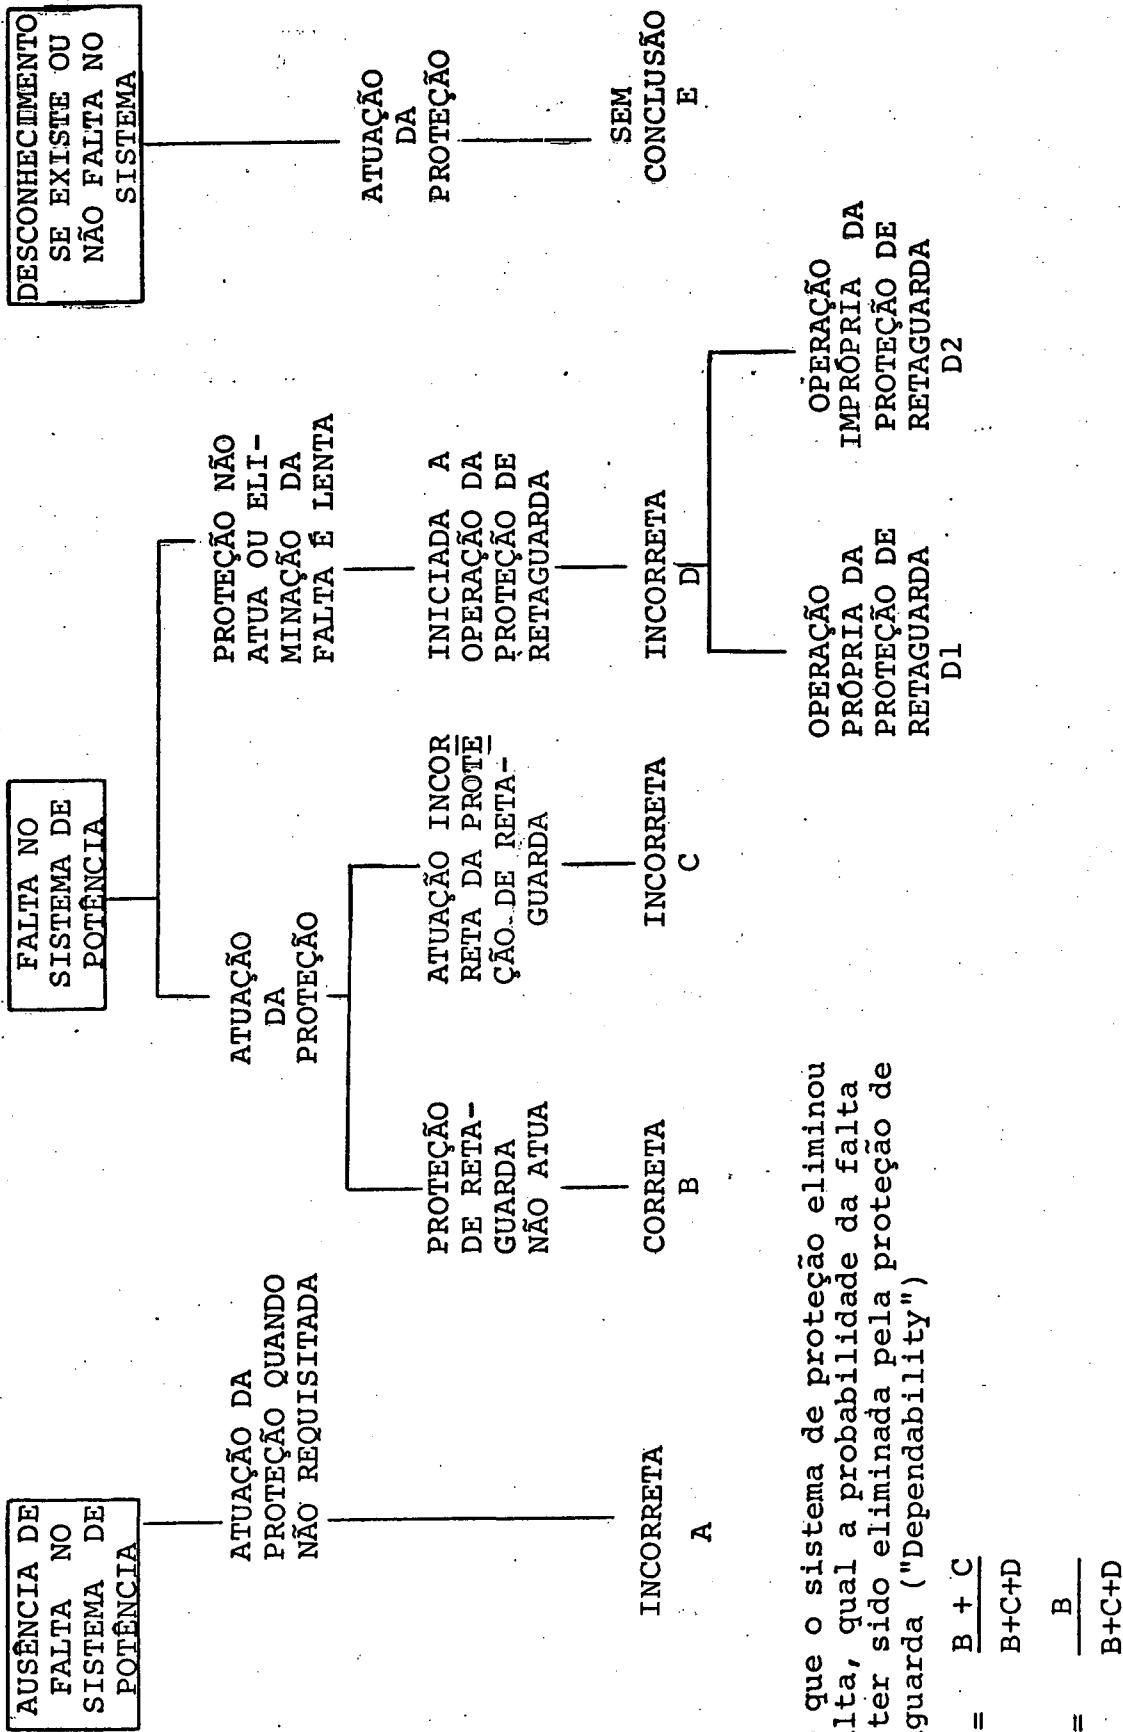 AUSÊNCIA DE
FALTA NO
SISTEMA DE
POTÊNCIA
ATUAÇÃO DA
PROTEÇÃO QUANDO
NÃO REQUISITADA
INCORRETA
A
FALTA NO
SISTEMA DE
POTÊNCIA
ATUAÇÃO
DA
PROTEÇÃO
PROTEÇÃO
DE RETA-
GUARDA
NÃO ATUA
CORRETA
B
ATUAÇÃO INCOR
RETA DA PROTE
ÇÃO DE RETA-
GUARDA
INCORRETA
C
PROTEÇÃO NÃO
ATUA OU ELI-
MINAÇÃO DA
FALTA É LENTA
INICIADA A
OPERAÇÃO DA
PROTEÇÃO DE
RETAGUARDA
INCORRETA
D
OPERAÇÃO
PRÓPRIA DA
PROTEÇÃO DE
RETAGUARDA
D1
OPERAÇÃO
IMPRÓPRIA DA
PROTEÇÃO DE
RETAGUARDA
D2
DESCONHECIMENTO
SE EXISTE OU
NÃO FALTA NO
SISTEMA
ATUAÇÃO
DA
PROTEÇÃO
SEM
CONCLUSÃO
E
que o sistema de proteção eliminou
lta, qual a probabilidade da falta
ter sido eliminada pela proteção de
guarda ("Dependability")
= B + C
B+C+D
= B
B+C+D